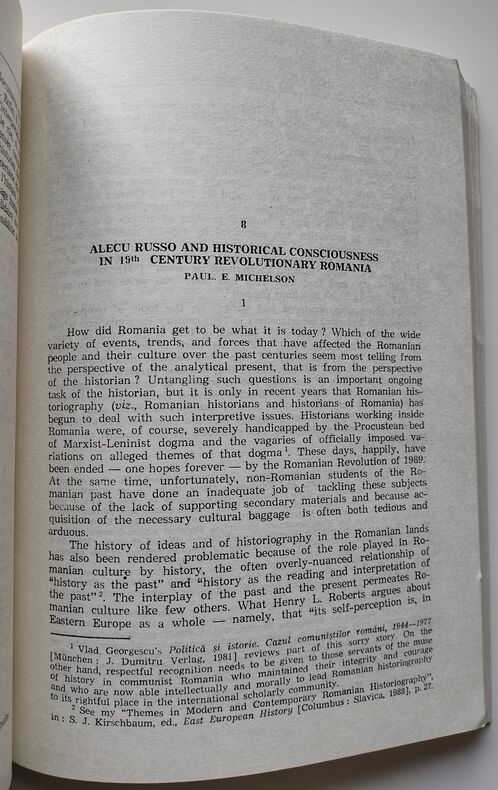 8
ALECU RUSSO AND HISTORICAL CONSCIOUSNESS
IN 19th CENTURY REVOLUTIONARY ROMANIA
PAUL. E. MICHELSON
1
How did Romania get to be what it is today ? Which of the wide
variety of events, trends, and forces that have affected the Romanian
people and their culture over the past centuries seem most telling from
the perspective of the analytical present, that is from the perspective
of the historian ? Untangling such questions is an important ongoing
task of the historian, but it is only in recent years that Romanian his-
toriography (viz., Romanian historians and historians of Romania) has
begun to deal with such interpretive issues. Historians working inside
Romania were, of course, severely handicapped by the Procustean bed
of Marxist-Leninist dogma and the vagaries of officially imposed va-
riations on alleged themes of that dogma 1. These days, happily, have
been ended — one hopes forever — by the Romanian Revolution of 1989.
At the same time, unfortunately, non-Romanian students of the Ro-
manian past have done an inadequate job of tackling these subjects
because of the lack of supporting secondary materials and because ac-
quisition of the necessary cultural baggage is often both tedious and
arduous.
The history of ideas and of historiography in the Romanian lands
has also been rendered problematic because of the role played in Ro-
manian culture by history, the often overly-nuanced relationship of
"history as the past" and "history as the reading and interpretation of
the past" 2. The interplay of the past and the present permeates Ro-
manian culture like few others. What Henry L. Roberts argues about
Eastern Europe as a whole — namely, that "its self-perception is, in
1 Vlad Georgescu's Politică și istorie. Cazul comuniștilor români, 1944—1977
[München : J. Dumitru Verlag, 1981] reviews part of this sorry story. On the
other hand, respectful recognition needs to be given to those servants of the muse
of history in communist Romania who maintained their integrity and courage
and who are now able intellectually and morally to lead Romanian historiography
to its rightful place in the international scholarly community.
2 See my "Themes in Modern and Contemporary Romanian Historiography",
in : S. J. Kirschbaum, ed., East European History [Columbus : Slavica, 1988], p. 27.